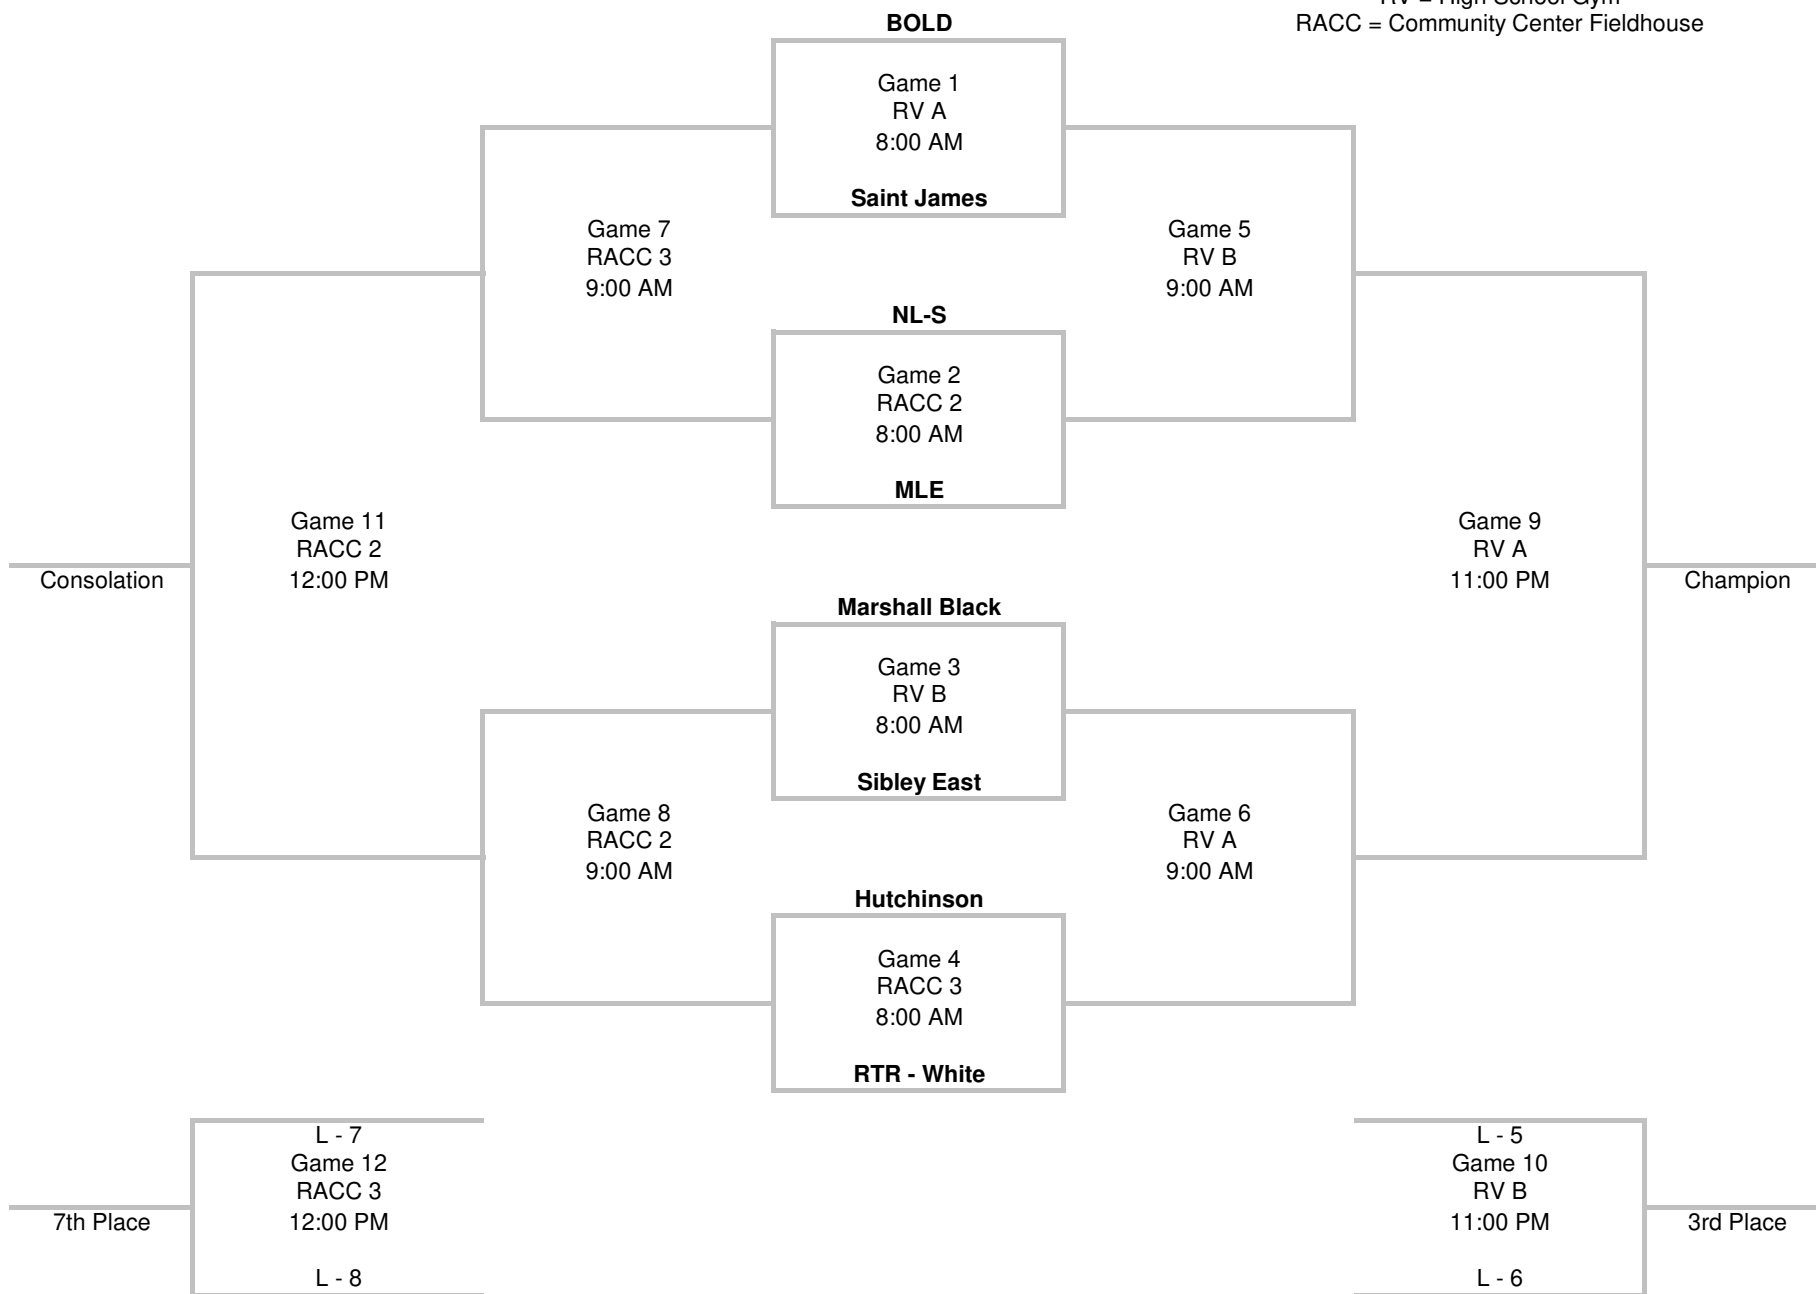 RV = High School Gym
RACC = Community Center Fieldhouse
BOLD
Game 1
RV A
8:00 AM
Saint James
Game 7
RACC 3
9:00 AM
Game 5
RV B
9:00 AM
NL-S
Game 2
RACC 2
8:00 AM
MLE
Game 11
RACC 2
12:00 PM
Consolation
Game 9
RV A
11:00 PM
Champion
Marshall Black
Game 3
RV B
8:00 AM
Sibley East
Game 8
RACC 2
9:00 AM
Game 6
RV A
9:00 AM
Hutchinson
Game 4
RACC 3
8:00 AM
RTR - White
L - 7
Game 12
RACC 3
12:00 PM
7th Place
L - 8
L - 5
Game 10
RV B
11:00 PM
3rd Place
L - 6